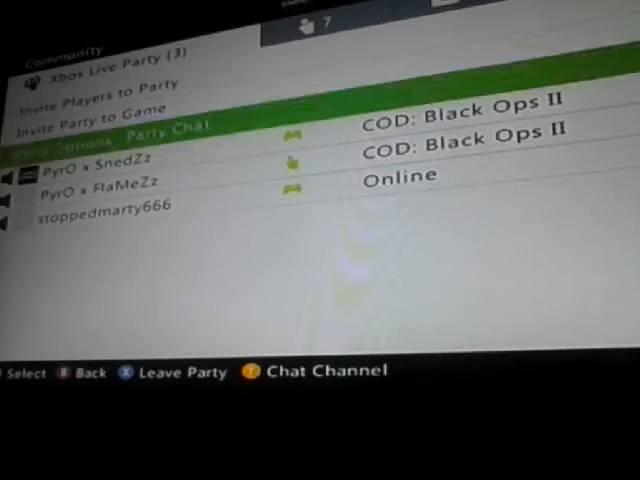 Community
7
Xbox Live Party (3)
Invite Players to Party
Invite Party to Game
Options Party Chat
PyrO x SnedZz COD: Black Ops II
PyrO x FlaMeZz COD: Black Ops II
stoppedmarty666 Online
Select B Back X Leave Party Y Chat Channel